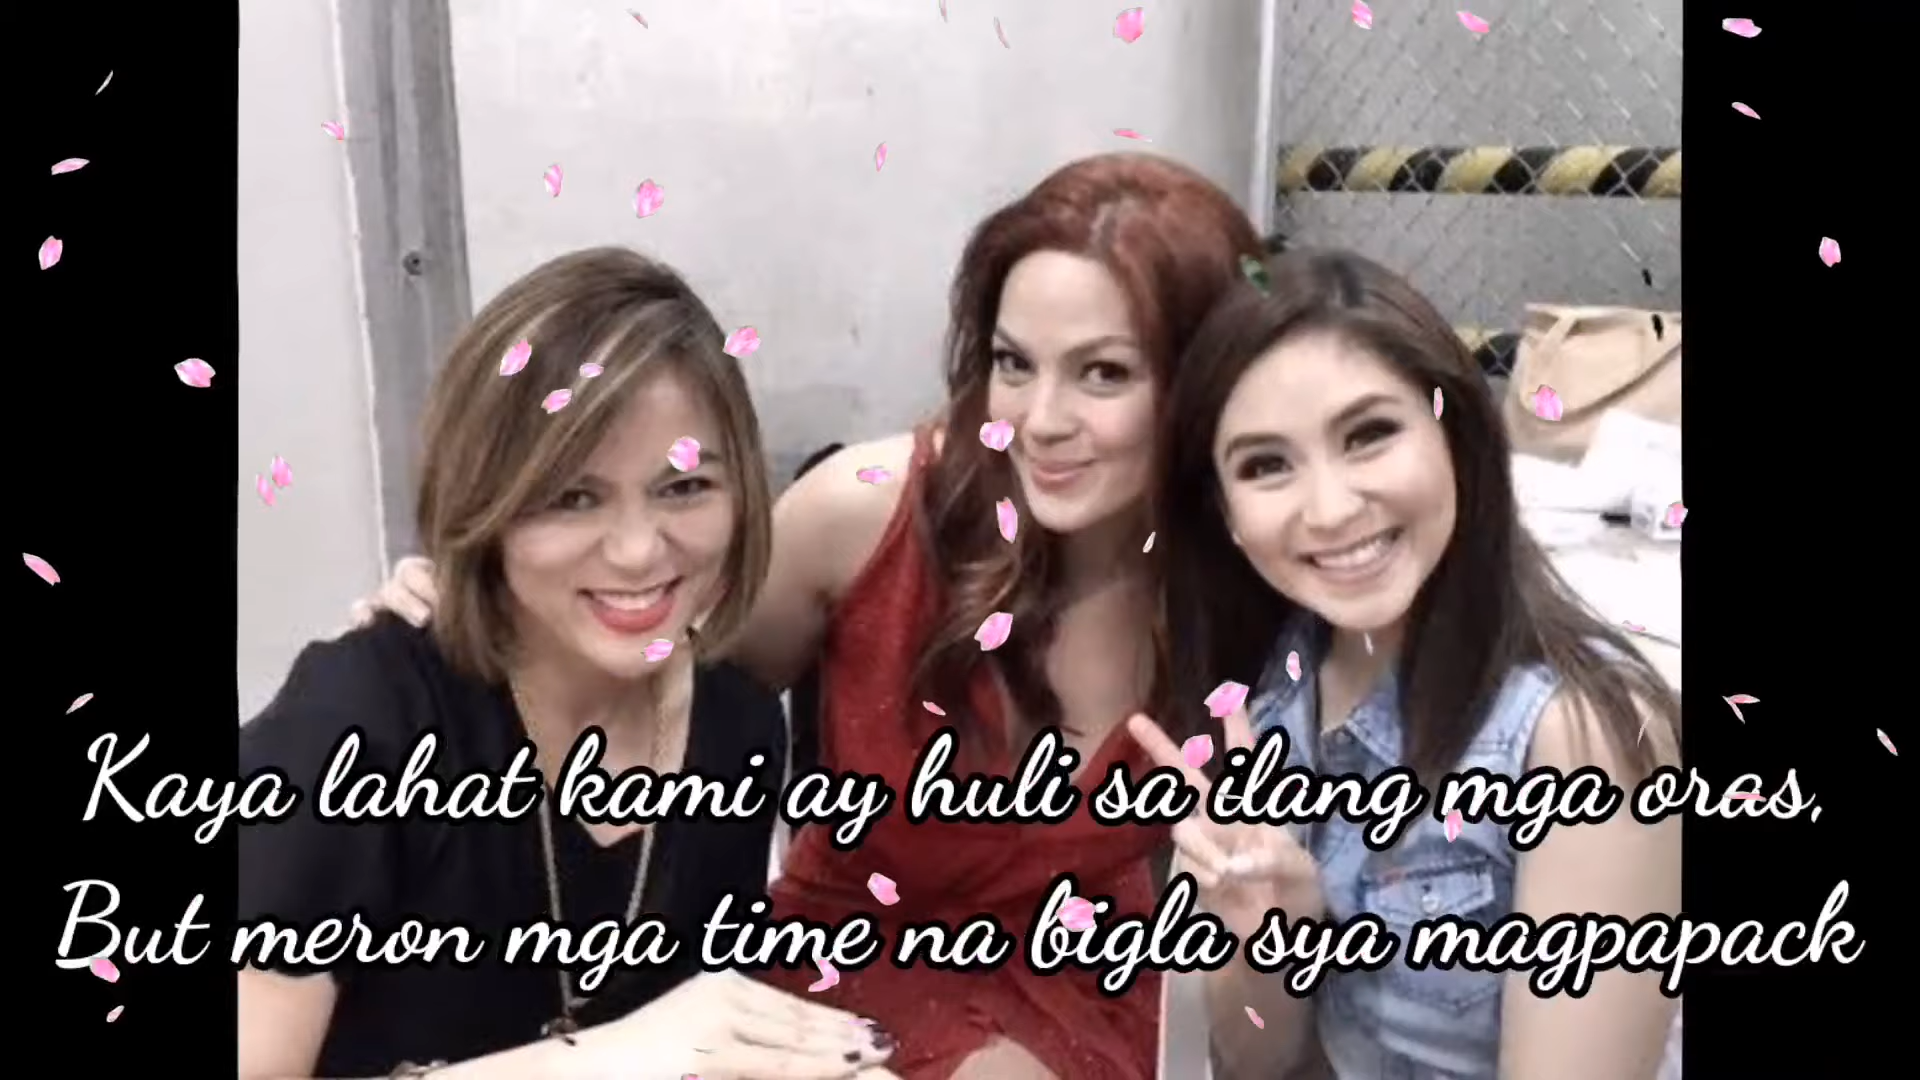 Kaya lahat kami ay huli sa ilang mga oras,
But meron mga time na bigla sya magpapack